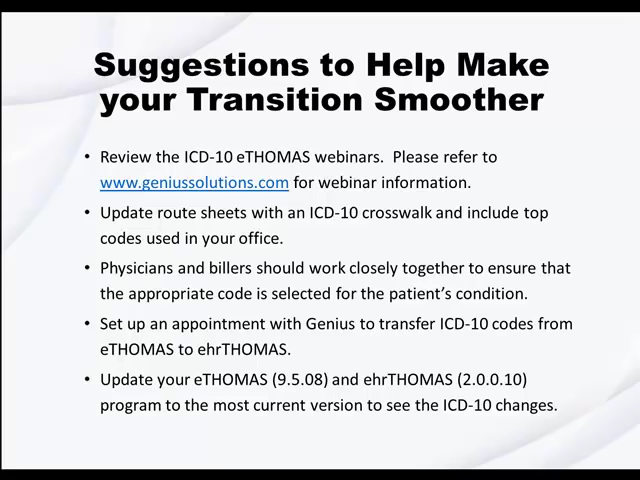 Suggestions to Help Make
your Transition Smoother
• Review the ICD-10 eTHOMAS webinars.  Please refer to
www.geniussolutions.com for webinar information.
• Update route sheets with an ICD-10 crosswalk and include top
codes used in your office.
• Physicians and billers should work closely together to ensure that
the appropriate code is selected for the patient’s condition.
• Set up an appointment with Genius to transfer ICD-10 codes from
eTHOMAS to ehrTHOMAS.
• Update your eTHOMAS (9.5.08) and ehrTHOMAS (2.0.0.10)
program to the most current version to see the ICD-10 changes.